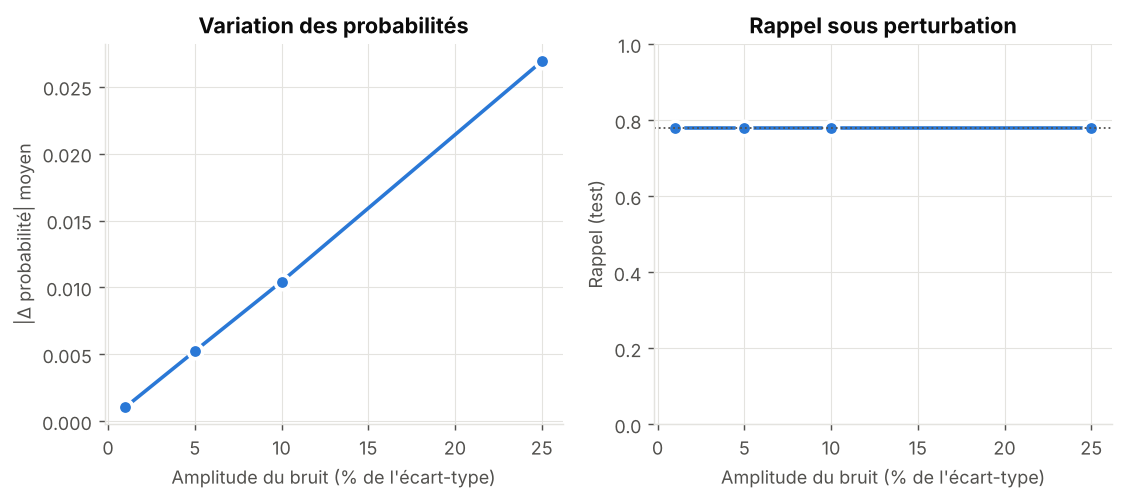 Variation des probabilités
|Δ probabilité| moyen
0.025
0.020
0.015
0.010
0.005
0.000
0 5 10 15 20 25
Amplitude du bruit (% de l'écart-type)
Rappel sous perturbation
Rappel (test)
1.0
0.8
0.6
0.4
0.2
0.0
0 5 10 15 20 25
Amplitude du bruit (% de l'écart-type)